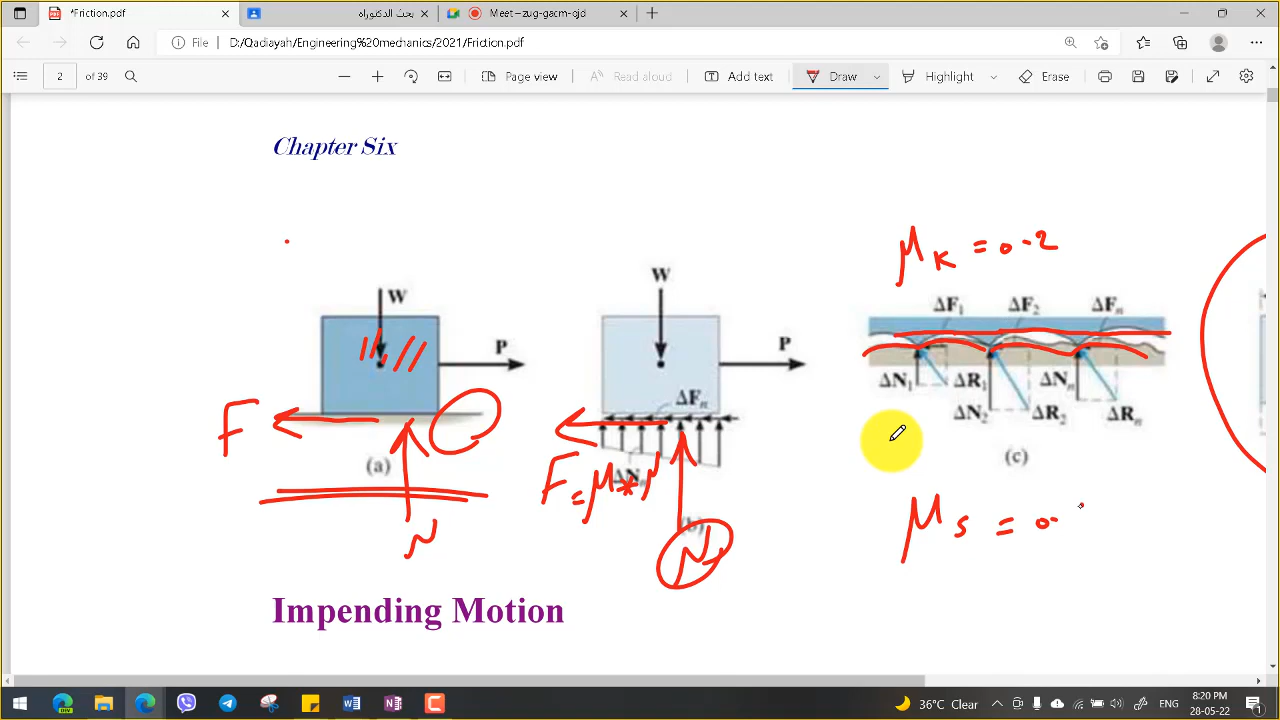 *Friction.pdf
بحث الدكتوراه
Meet–zug-gacm-qjd
File
D:/Qadiayah/Engineering%20mechanics/2021/Friction.pdf
2 of 39
Page view
Read aloud
Add text
Draw
Highlight
Erase
Chapter Six
μK = 0.2
W
P
F
(a)
N
W
P
ΔFn
ΔNn
F = μ * N
(b)
N
ΔF1 ΔF2 ΔFn
ΔN1 ΔR1 ΔNn
ΔN2 ΔR2 ΔRn
(c)
μs = 0.
Impending Motion
36°C Clear
ENG
8:20 PM
28-05-22